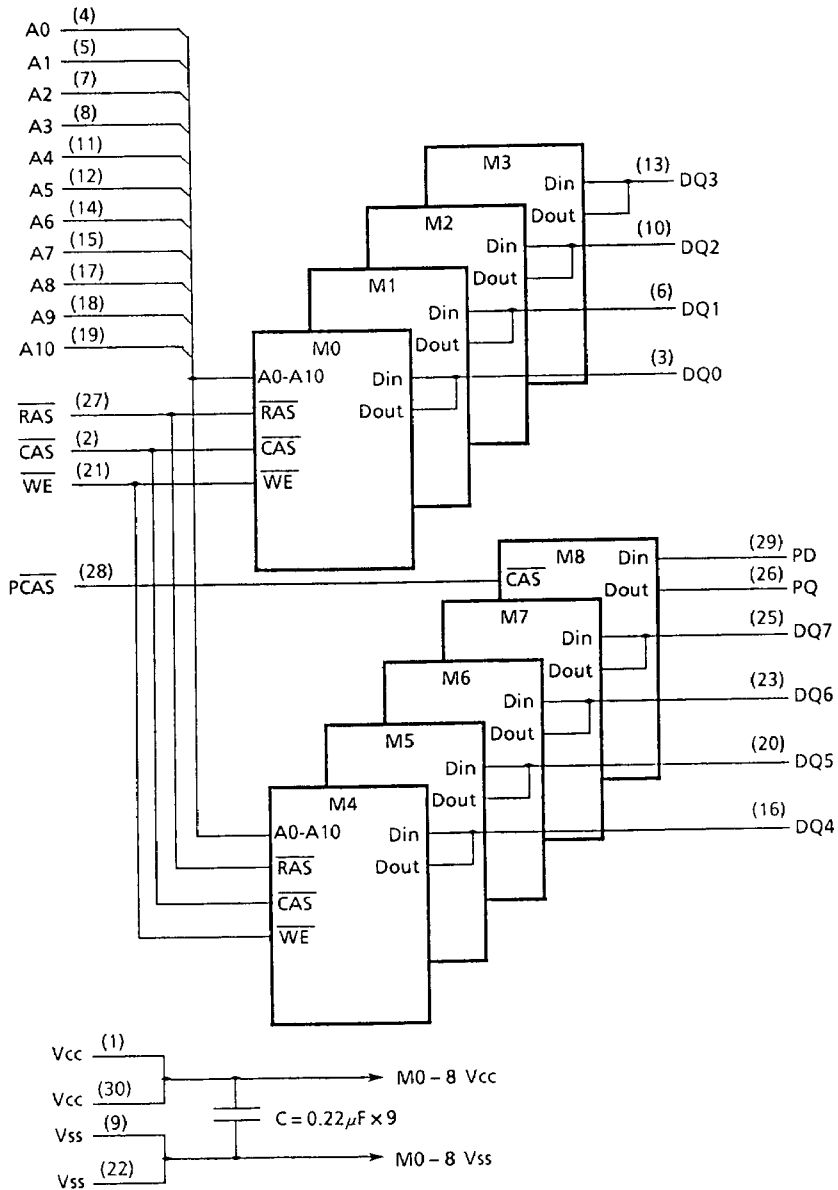 A0 (4)
A1 (5)
A2 (7)
A3 (8)
A4 (11)
A5 (12)
A6 (14)
A7 (15)
A8 (17)
A9 (18)
A10 (19)
RAS (27)
CAS (2)
WE (21)
PCAS (28)
M3
Din (13) DQ3
Dout
M2
Din (10) DQ2
Dout
M1
Din (6) DQ1
Dout
M0
A0-A10 Din (3) DQ0
RAS Dout
CAS
WE
M8 Din (29) PD
CAS Dout (26) PQ
M7
Din (25) DQ7
Dout
M6
Din (23) DQ6
Dout
M5
Din (20) DQ5
Dout
M4
A0-A10 Din (16) DQ4
RAS Dout
CAS
WE
Vcc (1)
Vcc (30)
M0 – 8 Vcc
C = 0.22μF × 9
Vss (9)
Vss (22)
M0 – 8 Vss